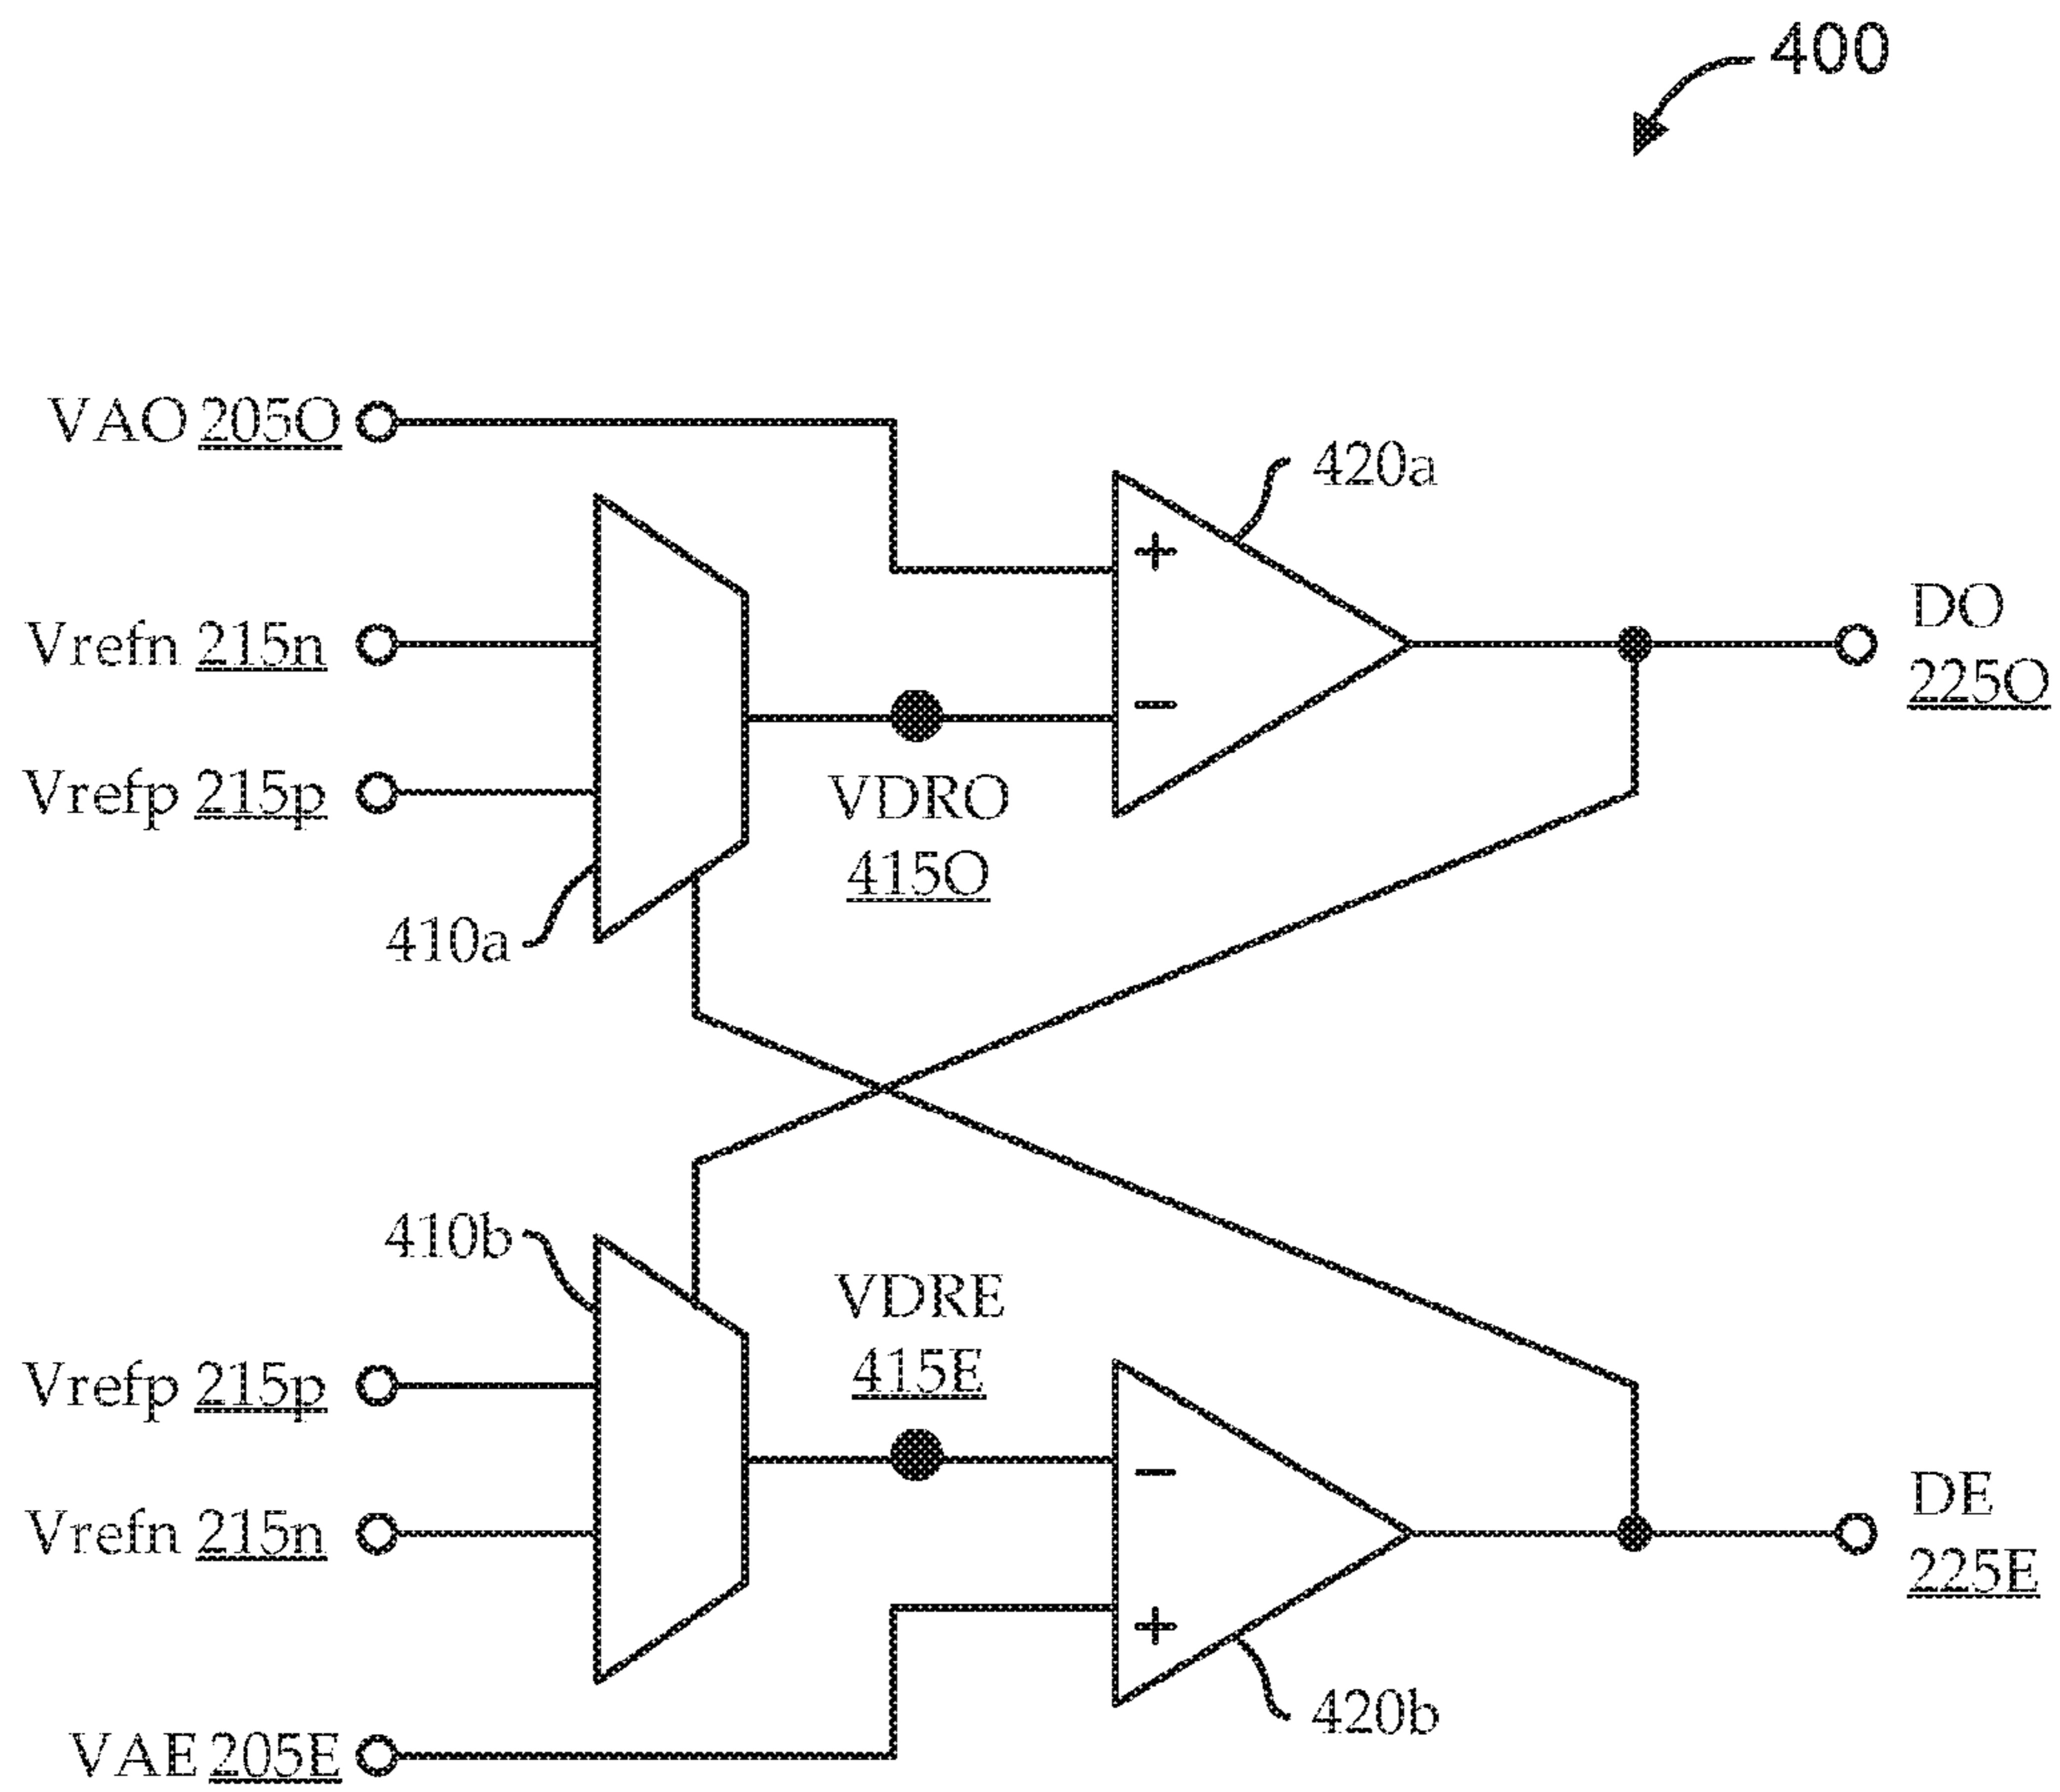 400
VAO 205O
420a
+
Vrefn 215n
DO
225O
−
Vrefp 215p
VDRO
415O
410a
410b
VDRE
415E
Vrefp 215p
−
DE
225E
Vrefn 215n
+
420b
VAE 205E